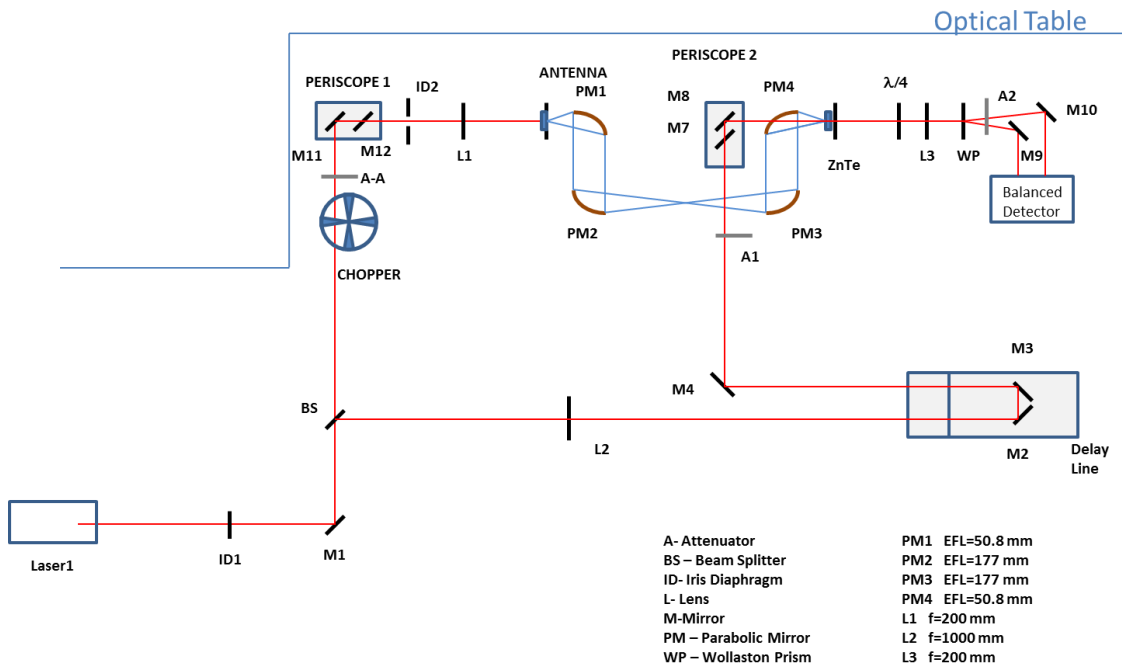 Optical Table
PERISCOPE 1
ID2
ANTENNA
PM1
PERISCOPE 2
PM4
λ/4
A2
M10
M8
M7
M11
M12
L1
ZnTe
L3
WP
M9
A-A
Balanced
Detector
PM2
PM3
A1
CHOPPER
M3
M4
BS
L2
M2
Delay
Line
Laser1
ID1
M1
A- Attenuator
BS – Beam Splitter
ID- Iris Diaphragm
L- Lens
M-Mirror
PM – Parabolic Mirror
WP – Wollaston Prism
PM1 EFL=50.8 mm
PM2 EFL=177 mm
PM3 EFL=177 mm
PM4 EFL=50.8 mm
L1 f=200 mm
L2 f=1000 mm
L3 f=200 mm